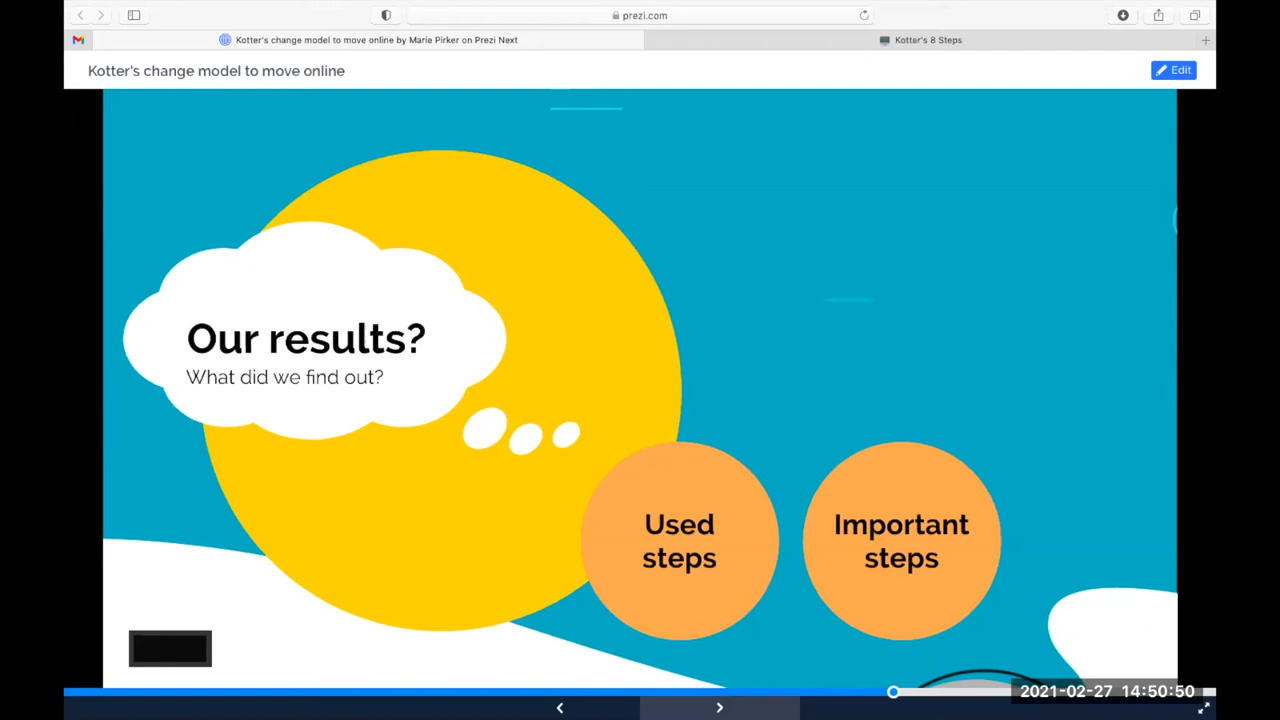 prezi.com
Kotter's change model to move online by Marie Pirker on Prezi Next
Kotter's 8 Steps
Kotter's change model to move online
Edit
Our results?
What did we find out?
Used
steps
Important
steps
2021-02-27 14:50:50